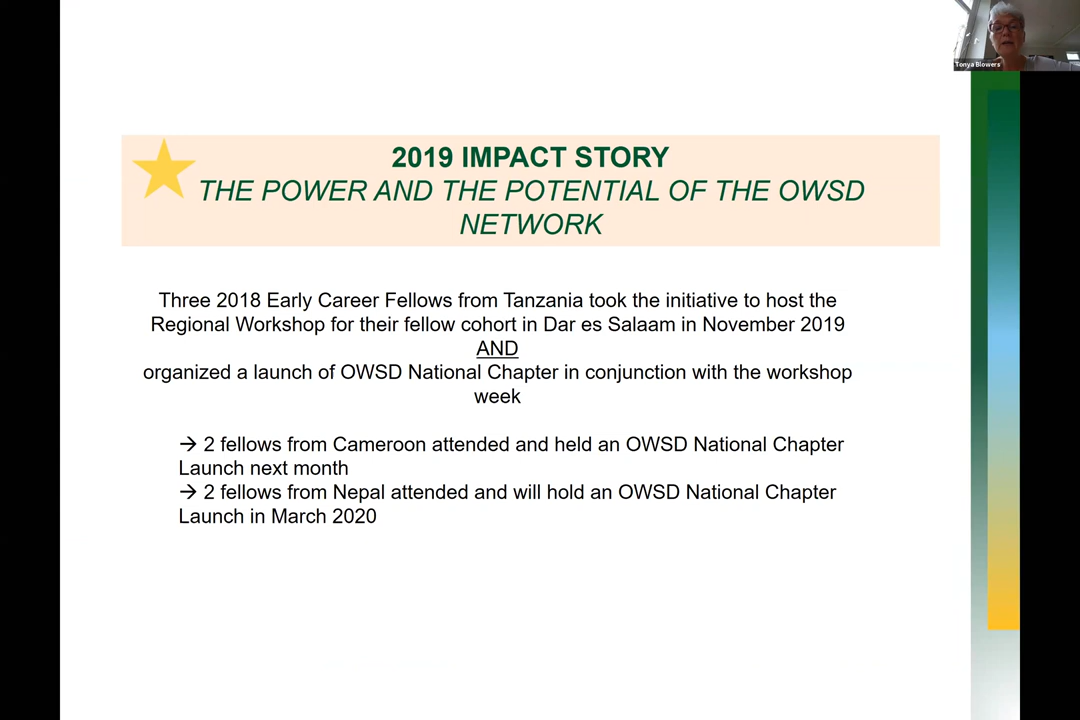 Tonya Blowers
2019 IMPACT STORY
THE POWER AND THE POTENTIAL OF THE OWSD
NETWORK
Three 2018 Early Career Fellows from Tanzania took the initiative to host the
Regional Workshop for their fellow cohort in Dar es Salaam in November 2019
AND
organized a launch of OWSD National Chapter in conjunction with the workshop
week
→ 2 fellows from Cameroon attended and held an OWSD National Chapter
Launch next month
→ 2 fellows from Nepal attended and will hold an OWSD National Chapter
Launch in March 2020